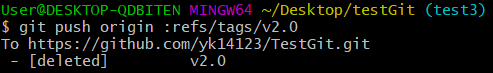 User@DESKTOP-QDBITEN MINGW64 ~/Desktop/testGit (test3)
$ git push origin :refs/tags/v2.0
To https://github.com/yk14123/TestGit.git
 - [deleted]         v2.0